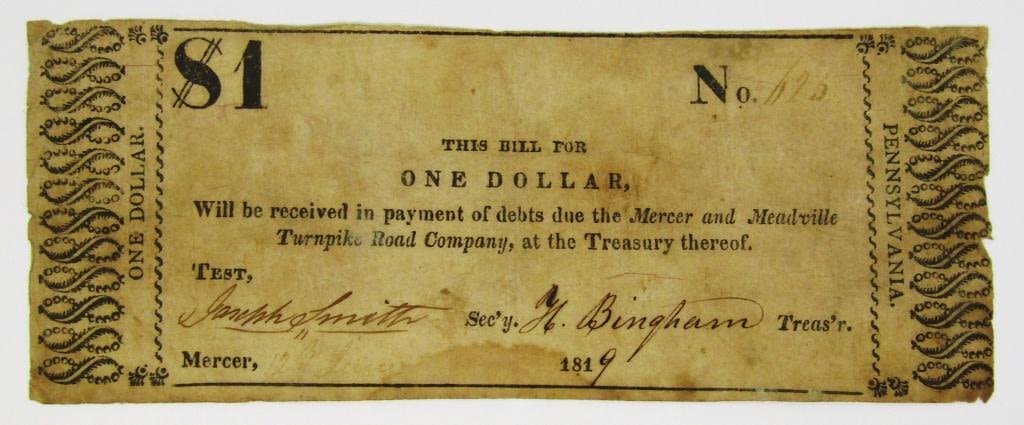 $1
No.
ONE DOLLAR.
THIS BILL FOR
ONE DOLLAR,
Will be received in payment of debts due the Mercer and Meadville
Turnpike Road Company, at the Treasury thereof.
TEST,
Joseph Smith Sec'y. H. Bingham Treas'r.
Mercer, 1819
PENNSYLVANIA.